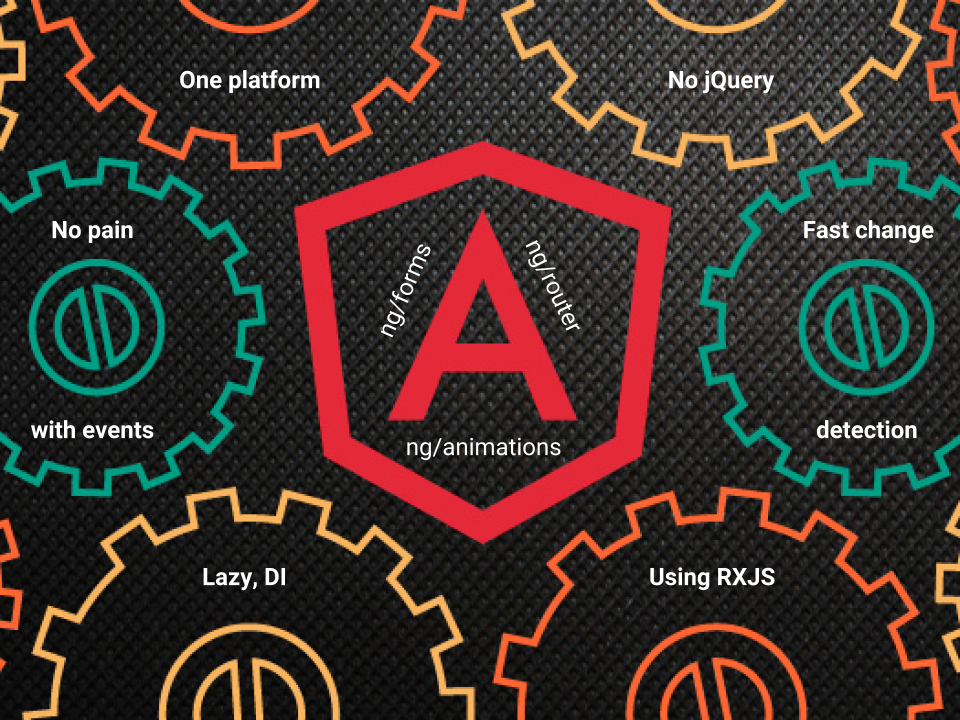 One platform
No jQuery
No pain
with events
ng/forms
A
ng/router
ng/animations
Fast change
detection
Lazy, DI
Using RXJS